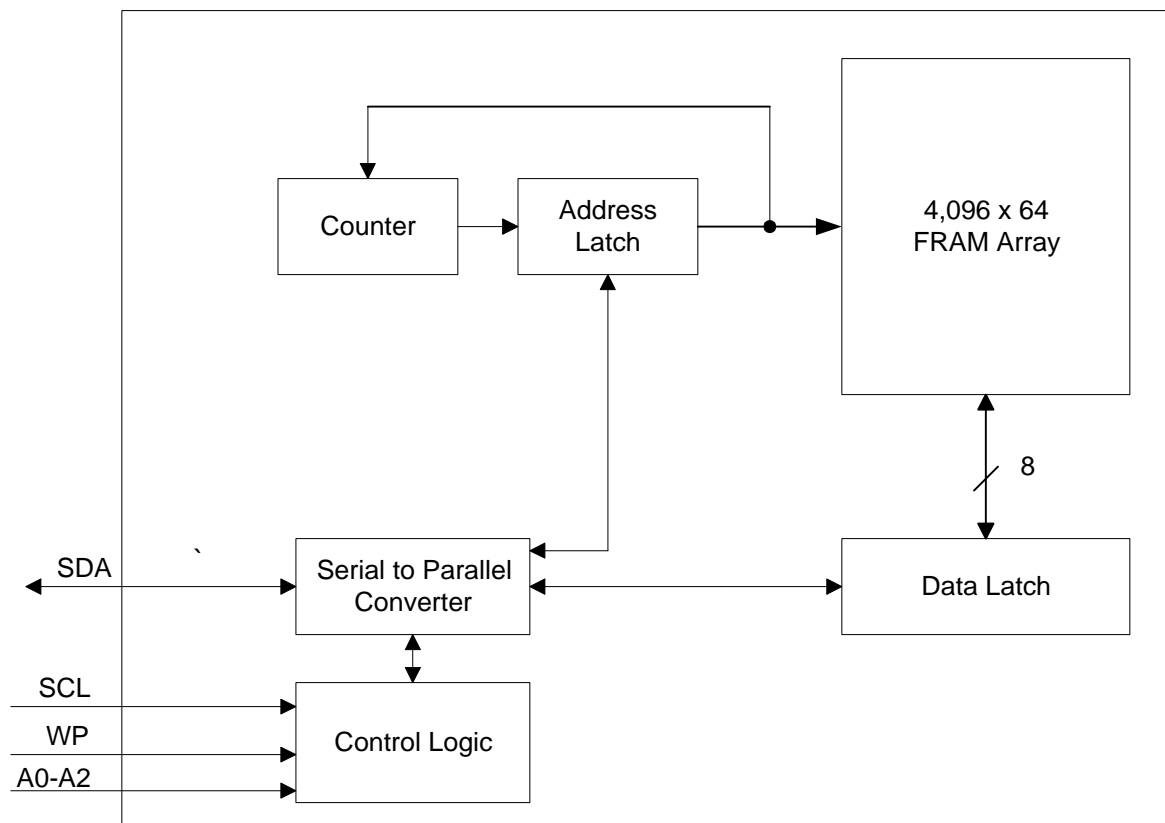 Counter
Address
Latch
4,096 x 64
FRAM Array
8
`
SDA
Serial to Parallel
Converter
Data Latch
SCL
WP
A0-A2
Control Logic